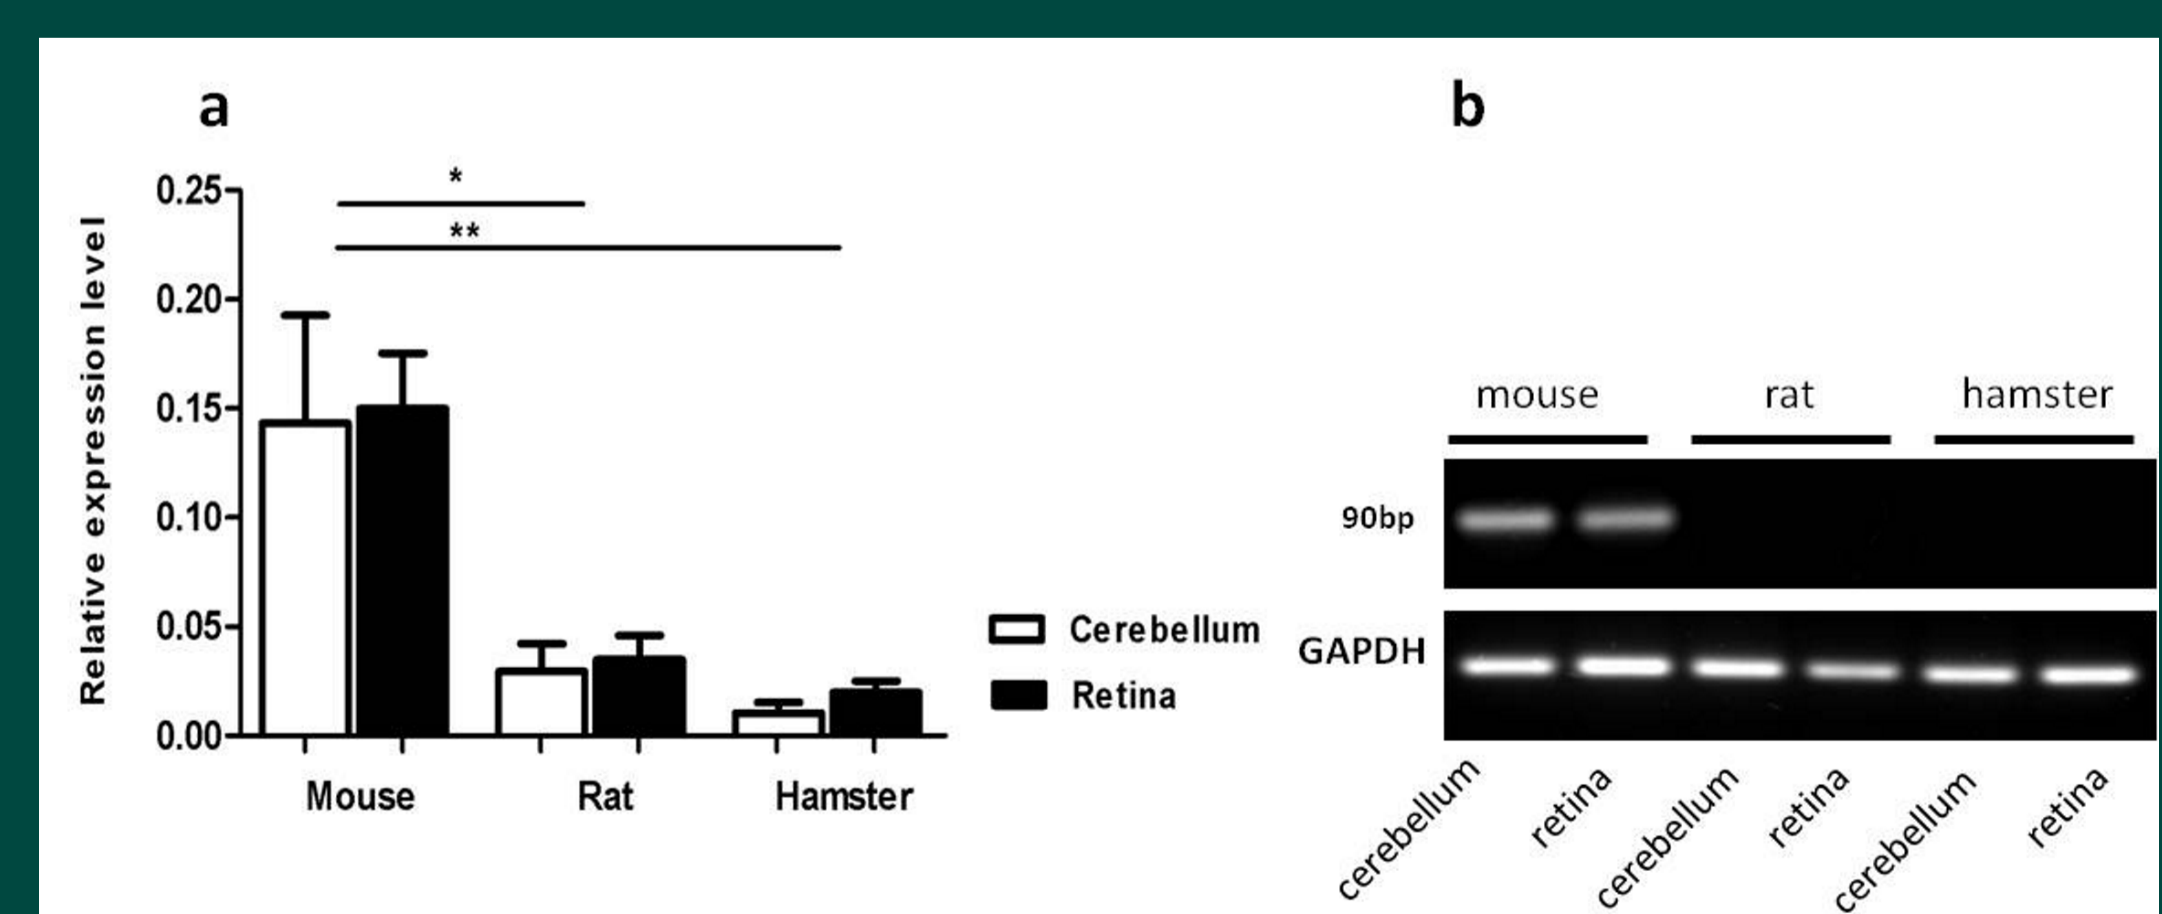 a
*
**
0.25
0.20
0.15
0.10
0.05
0.00
Relative expression level
Mouse Rat Hamster
Cerebellum
Retina
b
mouse rat hamster
90bp
GAPDH
cerebellum retina cerebellum retina cerebellum retina